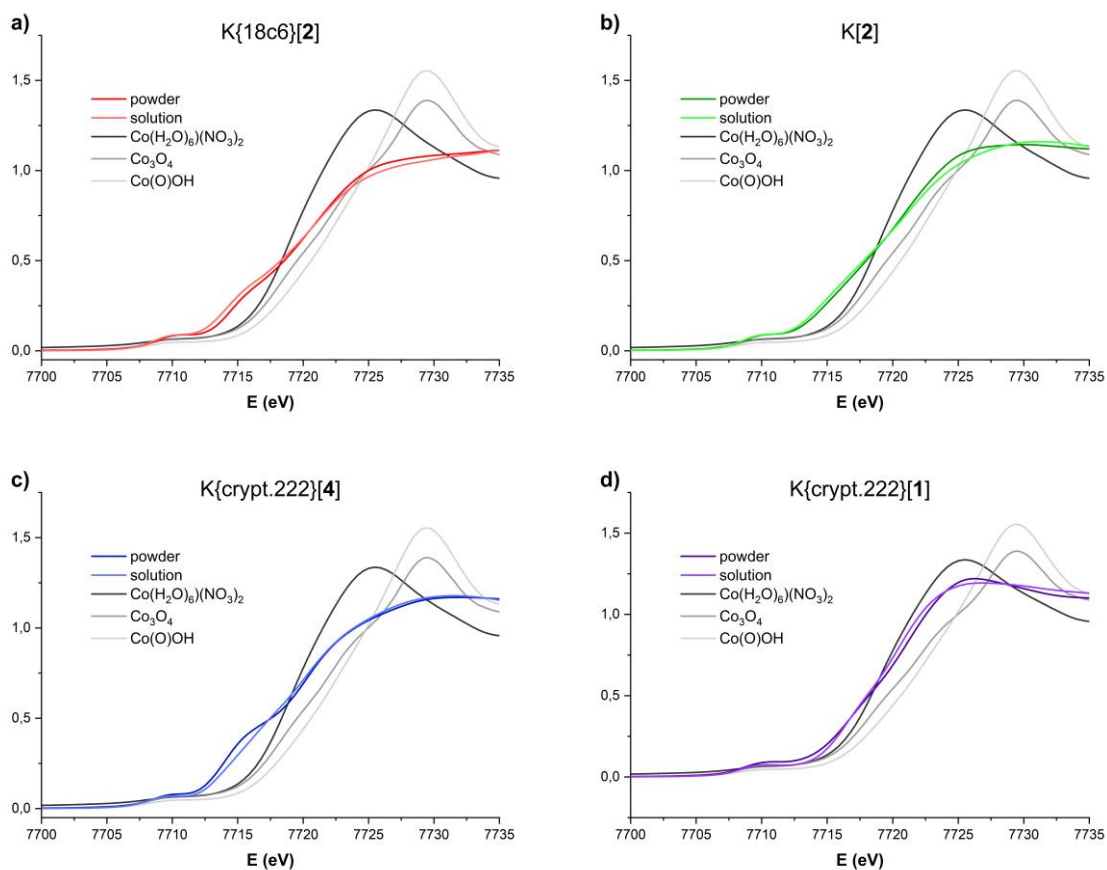 a)
K{18c6}[2]
powder
solution
Co(H₂O)₆(NO₃)₂
Co₃O₄
Co(O)OH
1,5
1,0
0,5
0,0
7700 7705 7710 7715 7720 7725 7730 7735
E (eV)
b)
K[2]
powder
solution
Co(H₂O)₆(NO₃)₂
Co₃O₄
Co(O)OH
1,5
1,0
0,5
0,0
7700 7705 7710 7715 7720 7725 7730 7735
E (eV)
c)
K{crypt.222}[4]
powder
solution
Co(H₂O)₆(NO₃)₂
Co₃O₄
Co(O)OH
1,5
1,0
0,5
0,0
7700 7705 7710 7715 7720 7725 7730 7735
E (eV)
d)
K{crypt.222}[1]
powder
solution
Co(H₂O)₆(NO₃)₂
Co₃O₄
Co(O)OH
1,5
1,0
0,5
0,0
7700 7705 7710 7715 7720 7725 7730 7735
E (eV)